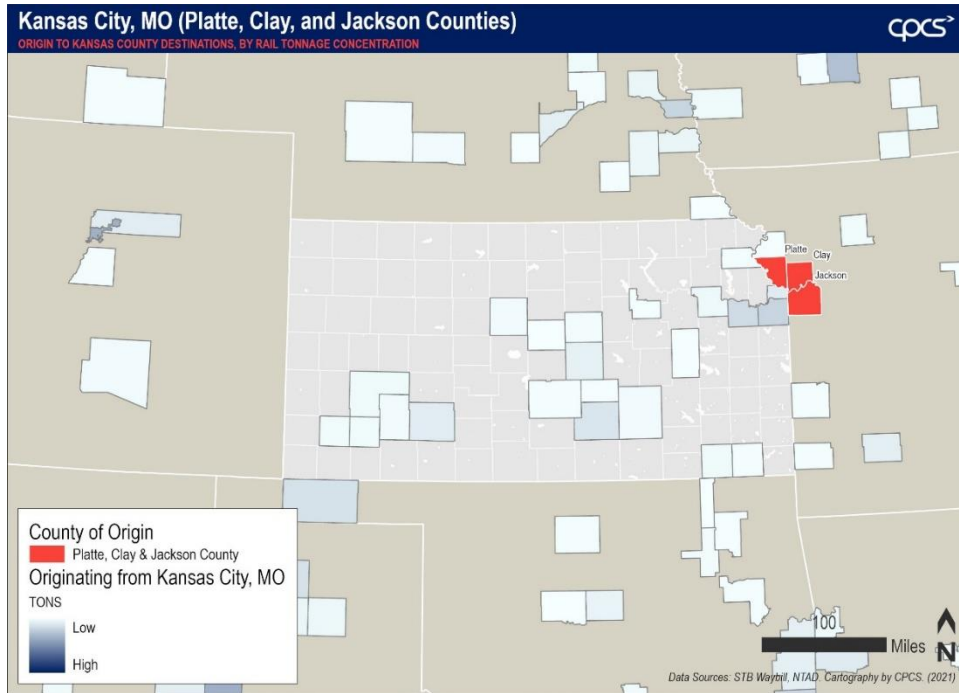 Kansas City, MO (Platte, Clay, and Jackson Counties)
ORIGIN TO KANSAS COUNTY DESTINATIONS, BY RAIL TONNAGE CONCENTRATION
cpcs
Platte
Clay
Jackson
County of Origin
Platte, Clay & Jackson County
Originating from Kansas City, MO
TONS
Low
High
100
Miles
N
Data Sources: STB Waybill, NTAD. Cartography by CPCS. (2021)